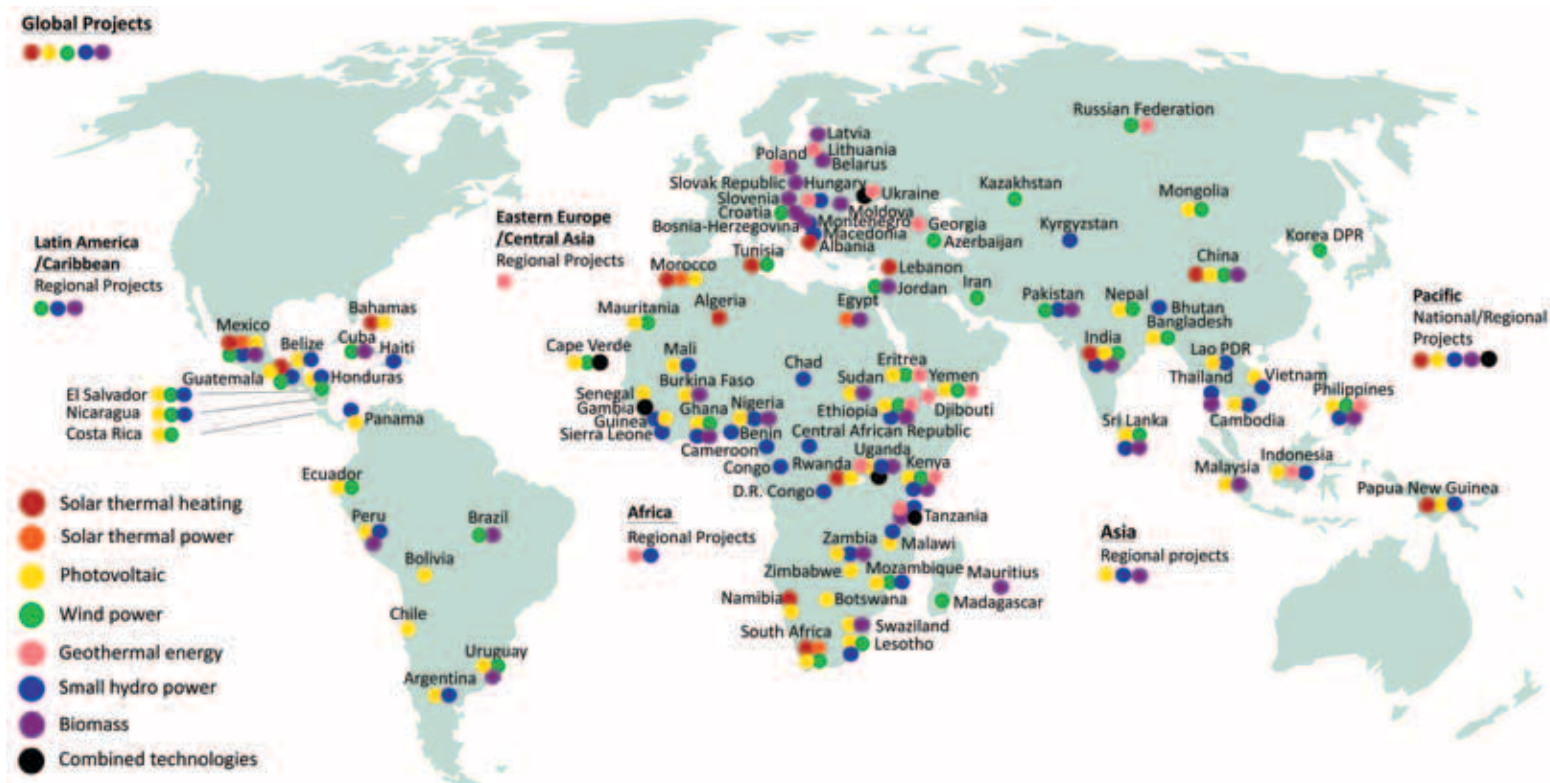 Global Projects
Russian Federation
Latvia
Lithuania
Poland
Belarus
Slovak Republic
Hungary
Ukraine
Kazakhstan
Mongolia
Slovenia
Croatia
Moldova
Bosnia-Herzegovina
Montenegro
Georgia
Kyrgyzstan
Macedonia
Azerbaijan
Albania
Korea DPR
Eastern Europe
/Central Asia
Regional Projects
Latin America
/Caribbean
Regional Projects
Tunisia
China
Morocco
Lebanon
Jordan
Iran
Pacific
National/Regional
Projects
Bahamas
Mauritania
Algeria
Egypt
Pakistan
Nepal
Bhutan
Bangladesh
Mexico
Belize
Cuba
Haiti
Cape Verde
Mali
Chad
Eritrea
India
Lao PDR
Guatemala
Honduras
Burkina Faso
Sudan
Yemen
Thailand
Vietnam
El Salvador
Senegal
Philippines
Nicaragua
Gambia
Ghana
Nigeria
Ethiopia
Djibouti
Cambodia
Panama
Guinea
Sri Lanka
Costa Rica
Sierra Leone
Benin
Central African Republic
Cameroon
Uganda
Indonesia
Ecuador
Congo
Rwanda
Kenya
Malaysia
D.R. Congo
Papua New Guinea
Solar thermal heating
Peru
Brazil
Africa
Regional Projects
Tanzania
Asia
Regional projects
Solar thermal power
Zambia
Malawi
Bolivia
Photovoltaic
Zimbabwe
Mozambique
Mauritius
Namibia
Botswana
Madagascar
Wind power
Chile
South Africa
Swaziland
Lesotho
Geothermal energy
Uruguay
Argentina
Small hydro power
Biomass
Combined technologies